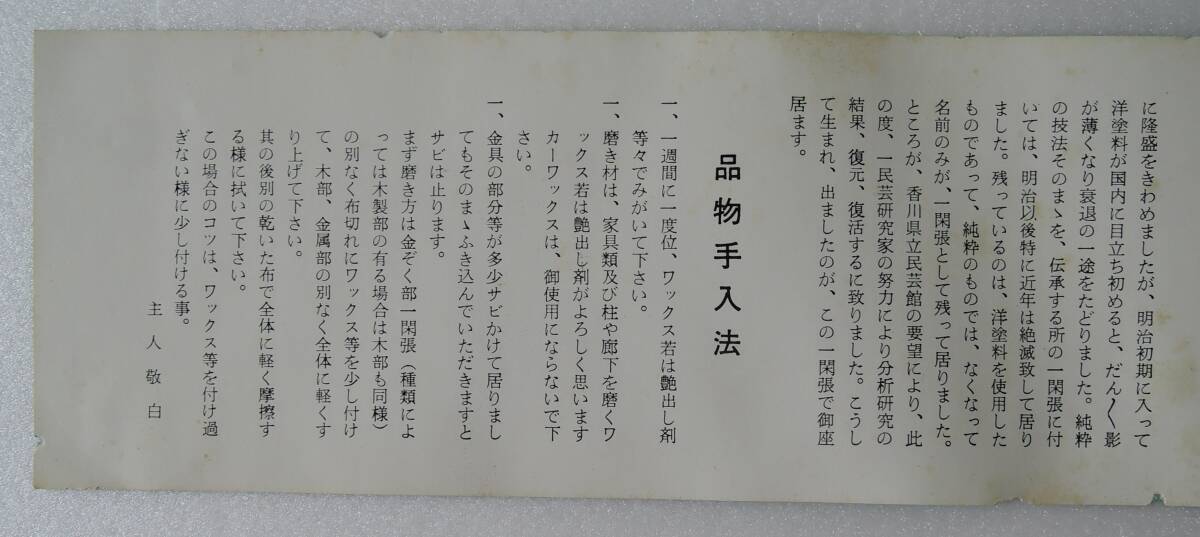 に隆盛をきわめましたが、明治初期に入って
洋塗料が国内に目立ち初めると、だん〱影
が薄くなり衰退の一途をたどりました。純粋
の技法そのまゝを、伝承する所の一閑張に付
いては、明治以後特に近年は絶滅致して居り
ました。残っているのは、洋塗料を使用した
ものであって、純粋のものでは、なくなって
名前のみが、一閑張として残って居りました。
ところが、香川県立民芸館の要望により、此
の度、一民芸研究家の努力により分析研究の
結果、復元、復活するに致りました。こうし
て生まれ、出ましたのが、この一閑張で御座
居ます。
品物手入法
一、一週間に一度位、ワックス若は艶出し剤
等々でみがいて下さい。
一、磨き材は、家具類及び柱や廊下を磨くワ
ックス若は艶出し剤がよろしく思います
カーワックスは、御使用にならないで下
さい。
一、金具の部分等が多少サビかけて居りまし
てもそのまゝふき込んでいただきますと
サビは止ります。
まず磨き方は金ぞく部一閑張（種類によ
っては木製部の有る場合は木部も同様）
の別なく布切れにワックス等を少し付け
て、木部、金属部の別なく全体に軽くす
り上げて下さい。
其の後別の乾いた布で全体に軽く摩擦す
る様に拭いて下さい。
この場合のコツは、ワックス等を付け過
ぎない様に少し付ける事。
主人敬白